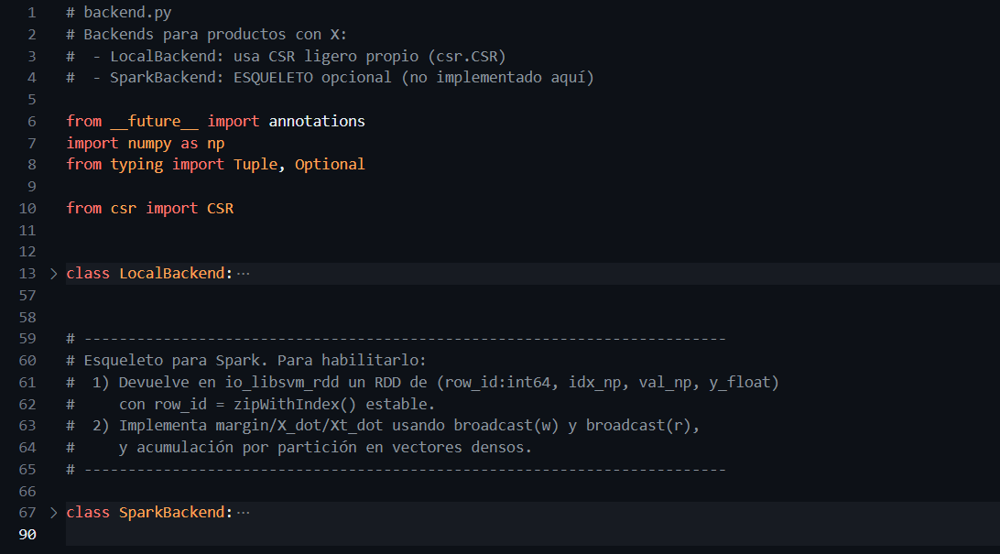 1 # backend.py
2 # Backends para productos con X:
3 #  - LocalBackend: usa CSR ligero propio (csr.CSR)
4 #  - SparkBackend: ESQUELETO opcional (no implementado aquí)
5
6 from __future__ import annotations
7 import numpy as np
8 from typing import Tuple, Optional
9
10 from csr import CSR
11
12
13 > class LocalBackend:···
57
58
59 # -------------------------------------------------------------------------
60 # Esqueleto para Spark. Para habilitarlo:
61 #  1) Devuelve en io_libsvm_rdd un RDD de (row_id:int64, idx_np, val_np, y_float)
62 #     con row_id = zipWithIndex() estable.
63 #  2) Implementa margin/X_dot/Xt_dot usando broadcast(w) y broadcast(r),
64 #     y acumulación por partición en vectores densos.
65 # -------------------------------------------------------------------------
66
67 > class SparkBackend:···
90